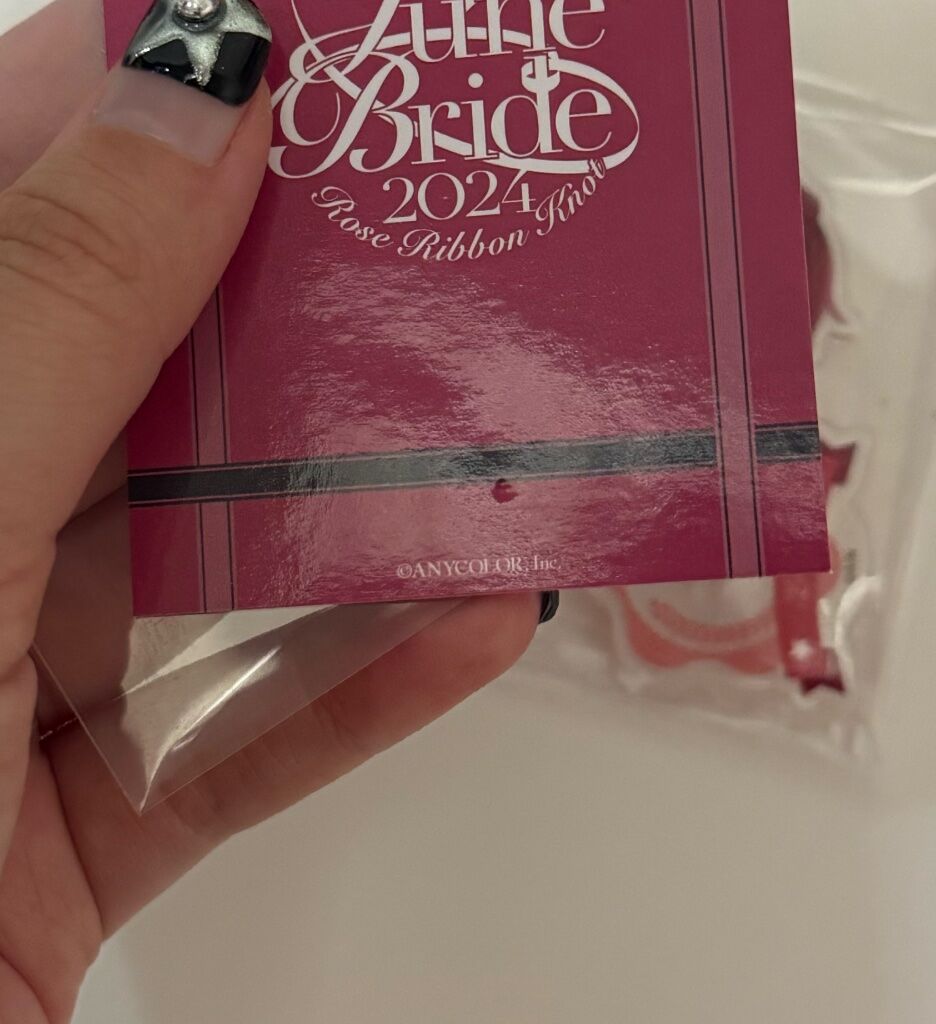 June
Bride
2024
Rose Ribbon Knot
©ANYCOLOR, Inc.